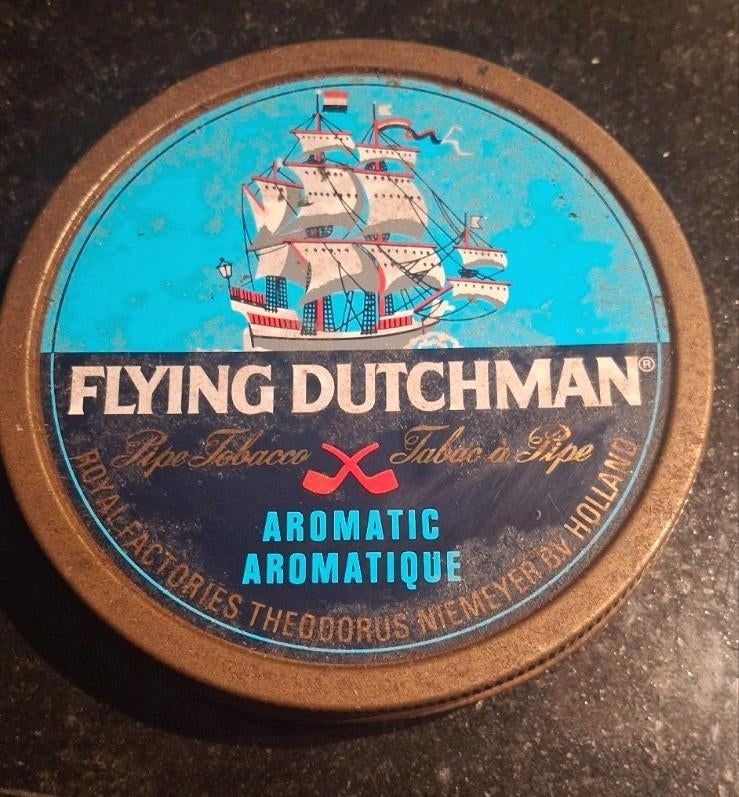 FLYING DUTCHMAN®
Pipe Tobacco Tabac à Pipe
AROMATIC
AROMATIQUE
ROYAL FACTORIES THEODORUS NIEMEYER BV HOLLAND